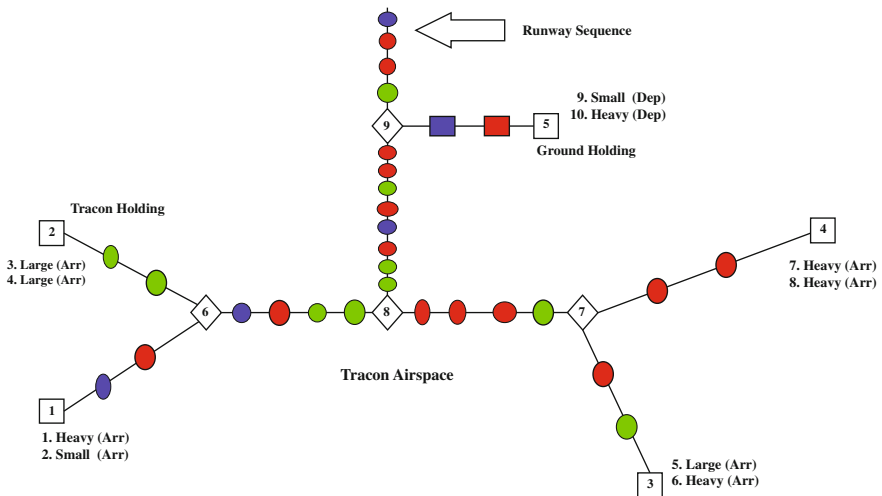 Runway Sequence
9. Small (Dep)
10. Heavy (Dep)
9
5
Ground Holding
Tracon Holding
2
4
3. Large (Arr)
4. Large (Arr)
7. Heavy (Arr)
8. Heavy (Arr)
6
8
7
Tracon Airspace
1
1. Heavy (Arr)
2. Small (Arr)
5. Large (Arr)
6. Heavy (Arr)
3